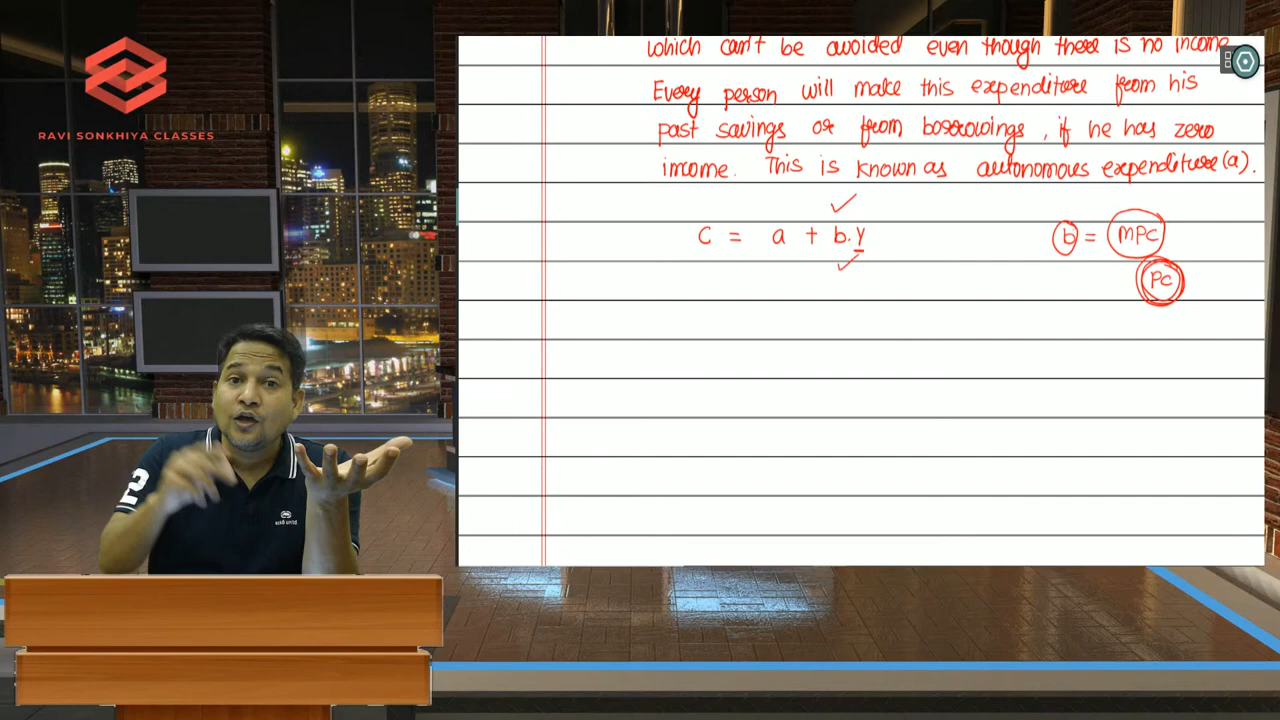 RAVI SONKHIYA CLASSES
which can't be avoided even though there is no income
Every person will make this expenditure from his
past savings or from borrowings, if he has zero
income. This is known as autonomous expenditure (a).
C = a + b.y
b = MPC
PC
2